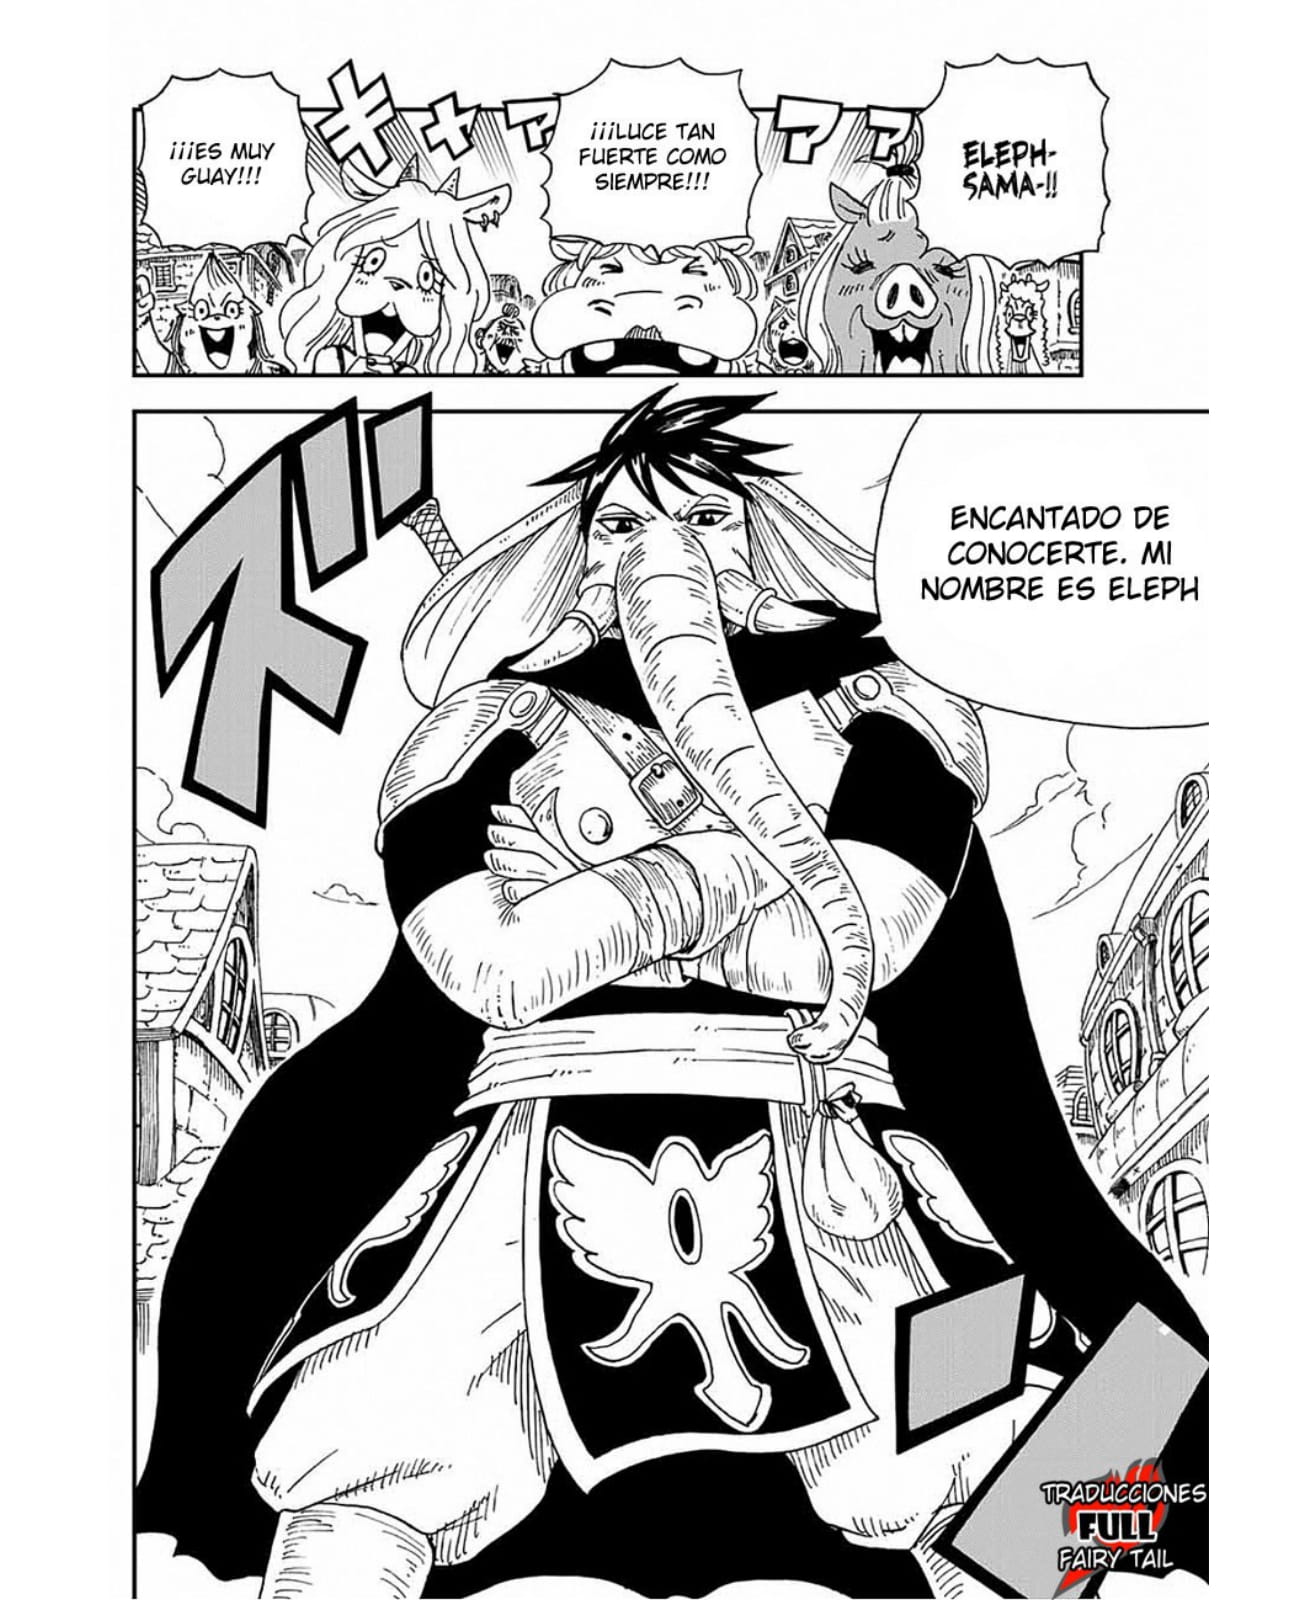 ELEPH-
SAMA-!!
¡¡¡LUCE TAN
FUERTE COMO
SIEMPRE!!!
¡¡¡ES MUY
GUAY!!!
キャア
アア
ENCANTADO DE
CONOCERTE. MI
NOMBRE ES ELEPH
ズ
TRADUCCIONES
FULL
FAIRY TAIL